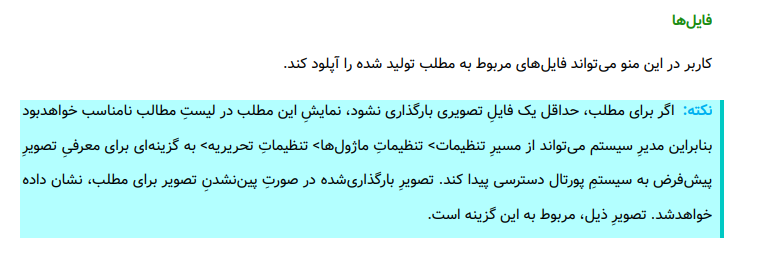 فایل‌ها
کاربر در این منو می‌تواند فایل‌های مربوط به مطلب تولید شده را آپلود کند.
نکته: اگر برای مطلب، حداقل یک فایلِ تصویری بارگذاری نشود، نمایشِ این مطلب در لیستِ مطالب نامناسب خواهدبود
بنابراین مدیرِ سیستم می‌تواند از مسیرِ تنظیمات> تنظیماتِ ماژول‌ها> تنظیماتِ تحریریه> به گزینه‌ای برای معرفیِ تصویرِ
پیش‌فرض به سیستمِ پورتال دسترسی پیدا کند. تصویرِ بارگذاری‌شده در صورتِ پین‌نشدنِ تصویر برای مطلب، نشان داده
خواهدشد. تصویرِ ذیل، مربوط به این گزینه است.